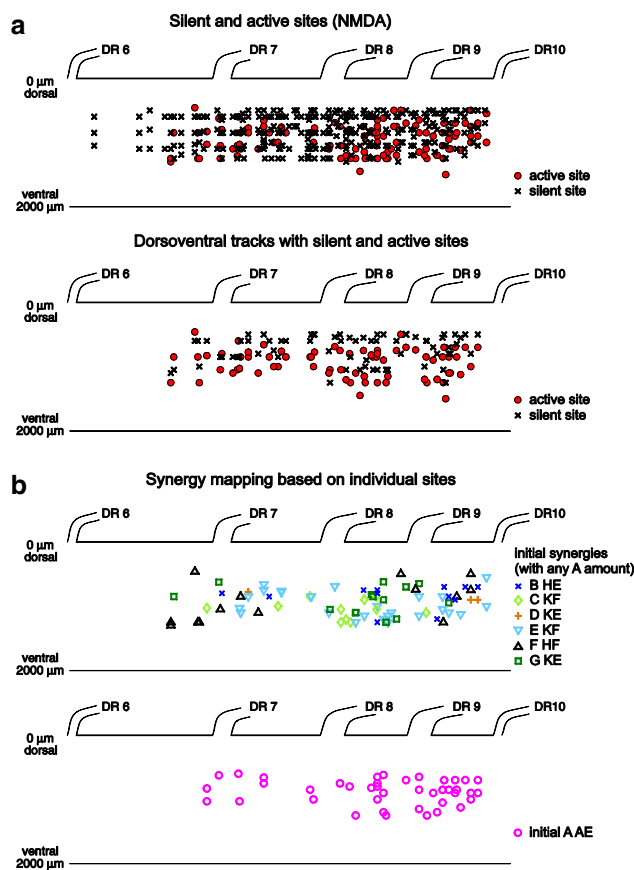 a
Silent and active sites (NMDA)
DR 6 DR 7 DR 8 DR 9 DR10
0 µm
dorsal
ventral
2000 µm
active site
silent site
Dorsoventral tracks with silent and active sites
DR 6 DR 7 DR 8 DR 9 DR10
0 µm
dorsal
ventral
2000 µm
active site
silent site
b
Synergy mapping based on individual sites
DR 6 DR 7 DR 8 DR 9 DR10
0 µm
dorsal
ventral
2000 µm
initial synergies
(with any A amount)
B HE
C KF
D KE
E KF
F HF
G KE
DR 6 DR 7 DR 8 DR 9 DR10
0 µm
dorsal
ventral
2000 µm
initial A AE